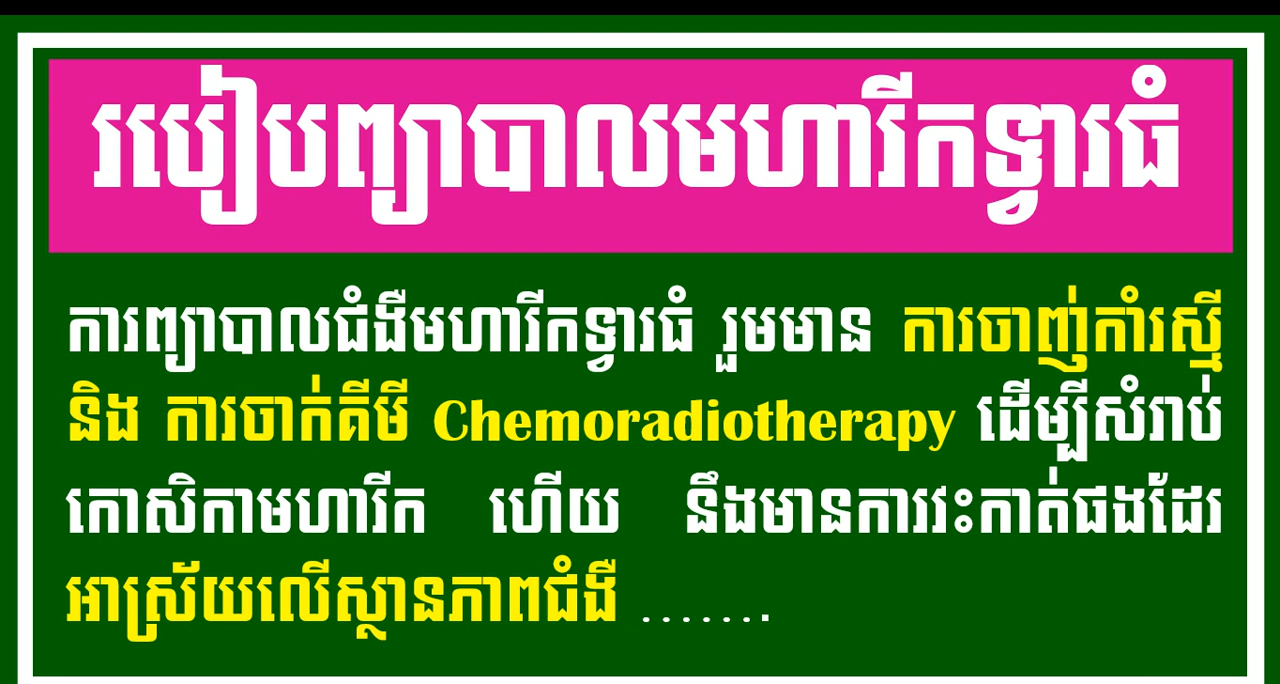 របៀបព្យាបាលមហារីកទ្វារធំ
ការព្យាបាលជំងឺមហារីកទ្វារធំ រួមមាន ការចាញ់កាំរស្មី
និង ការចាក់គីមី Chemoradiotherapy ដើម្បីសំរាប់
កោសិកាមហារីក ហើយ នឹងមានការវះកាត់ផងដែរ
អាស្រ័យលើស្ថានភាពជំងឺ .......